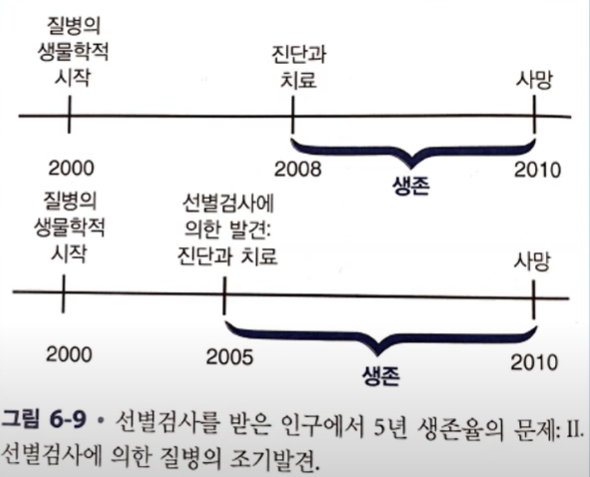 질병의
생물학적
시작
진단과
치료
사망
2000
2008
2010
생존
질병의
생물학적
시작
선별검사에
의한 발견:
진단과 치료
사망
2000
2005
2010
생존
그림 6-9 • 선별검사를 받은 인구에서 5년 생존율의 문제: II.
선별검사에 의한 질병의 조기발견.